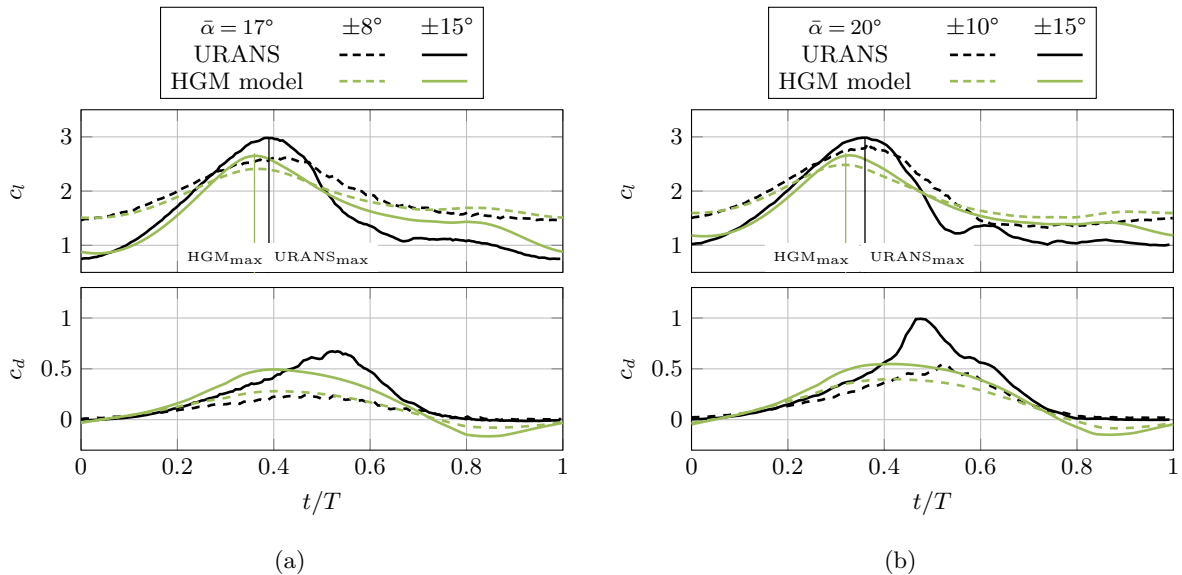 ᾱ = 17° ±8° ±15°
URANS
HGM model
3
2
1
c_l
HGM_max URANS_max
1
0.5
0
c_d
0 0.2 0.4 0.6 0.8 1
t/T
(a)
ᾱ = 20° ±10° ±15°
URANS
HGM model
3
2
1
c_l
HGM_max URANS_max
1
0.5
0
c_d
0 0.2 0.4 0.6 0.8 1
t/T
(b)